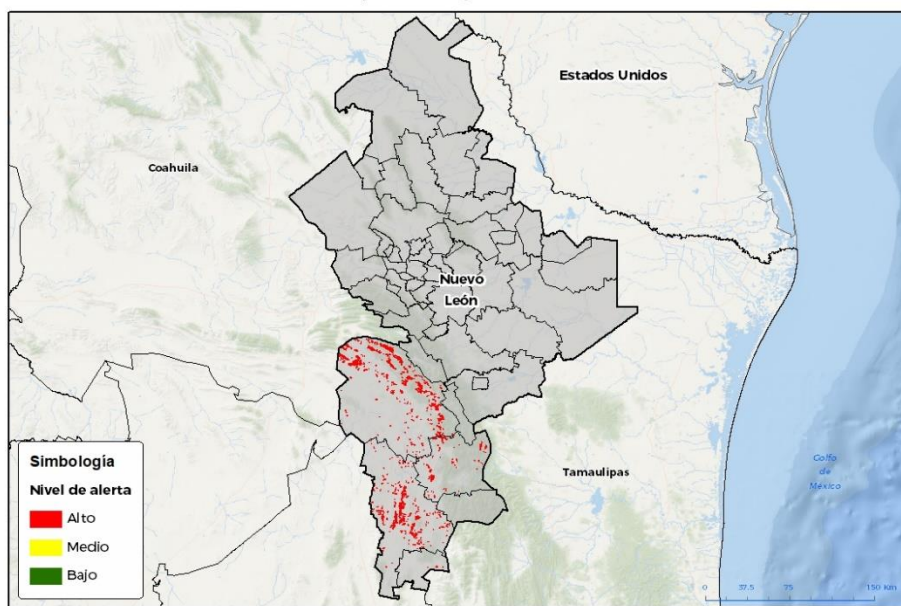 Estados Unidos
Coahuila
Nuevo
León
Tamaulipas
Golfo
de
México
Simbología
Nivel de alerta
Alto
Medio
Bajo
0 37.5 75 150 Km